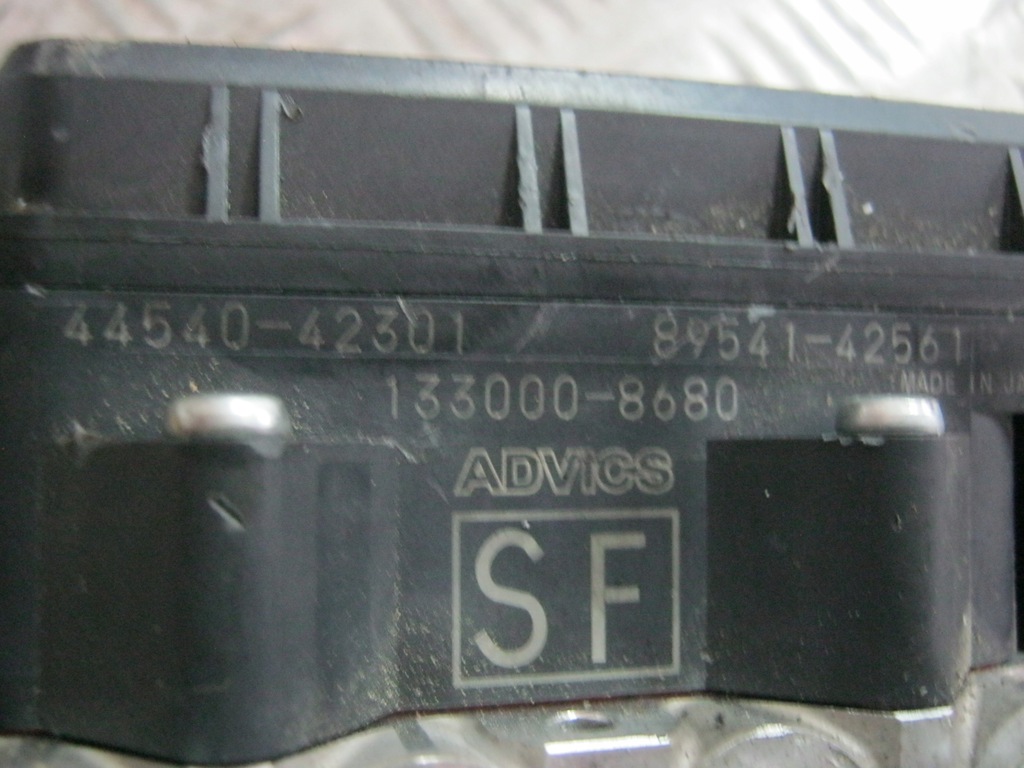 44540-42301 89541-42561
133000-8680 MADE IN JA
ADVICS
SF